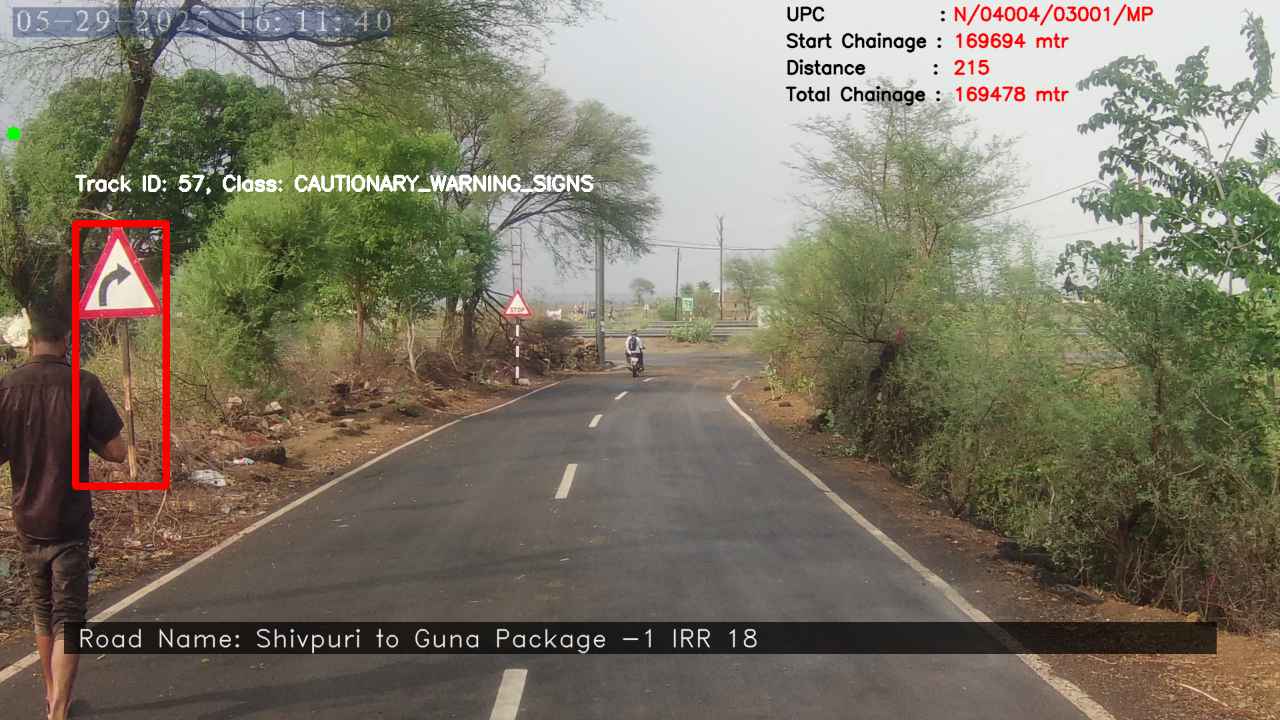 05-29-2025 16:11:40
UPC : N/04004/03001/MP
Start Chainage : 169694 mtr
Distance : 215
Total Chainage : 169478 mtr
Track ID: 57, Class: CAUTIONARY_WARNING_SIGNS
STOP
Road Name: Shivpuri to Guna Package -1 IRR 18